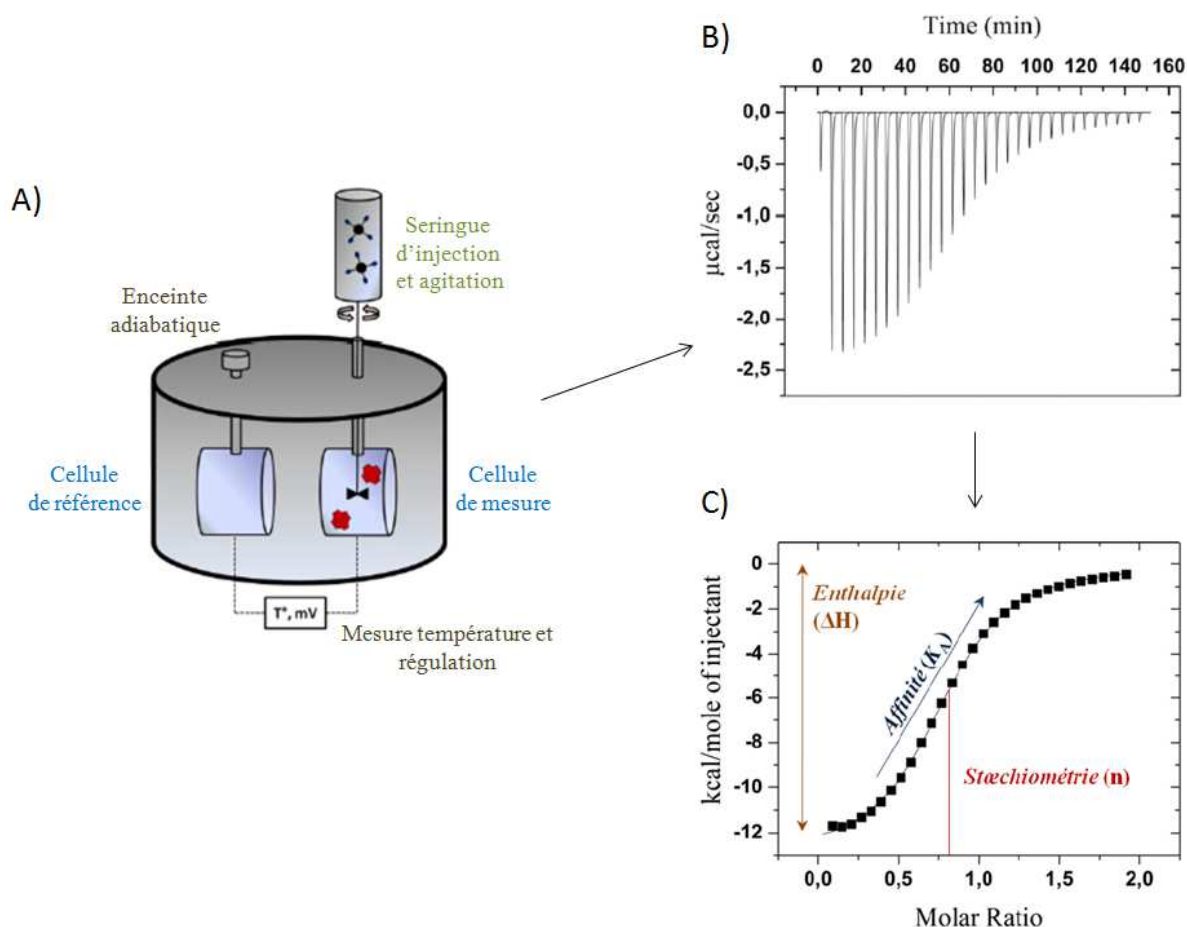 A)
Seringue
d'injection
et agitation
Enceinte
adiabatique
Cellule
de référence
Cellule
de mesure
T°, mV
Mesure température et
régulation
B)
Time (min)
0 20 40 60 80 100 120 140 160
0,0
-0,5
-1,0
-1,5
-2,0
-2,5
µcal/sec
C)
0
-2
-4
-6
-8
-10
-12
kcal/mole of injectant
Enthalpie
(ΔH)
Affinité (K_A)
Stœchiométrie (n)
0,0 0,5 1,0 1,5 2,0
Molar Ratio